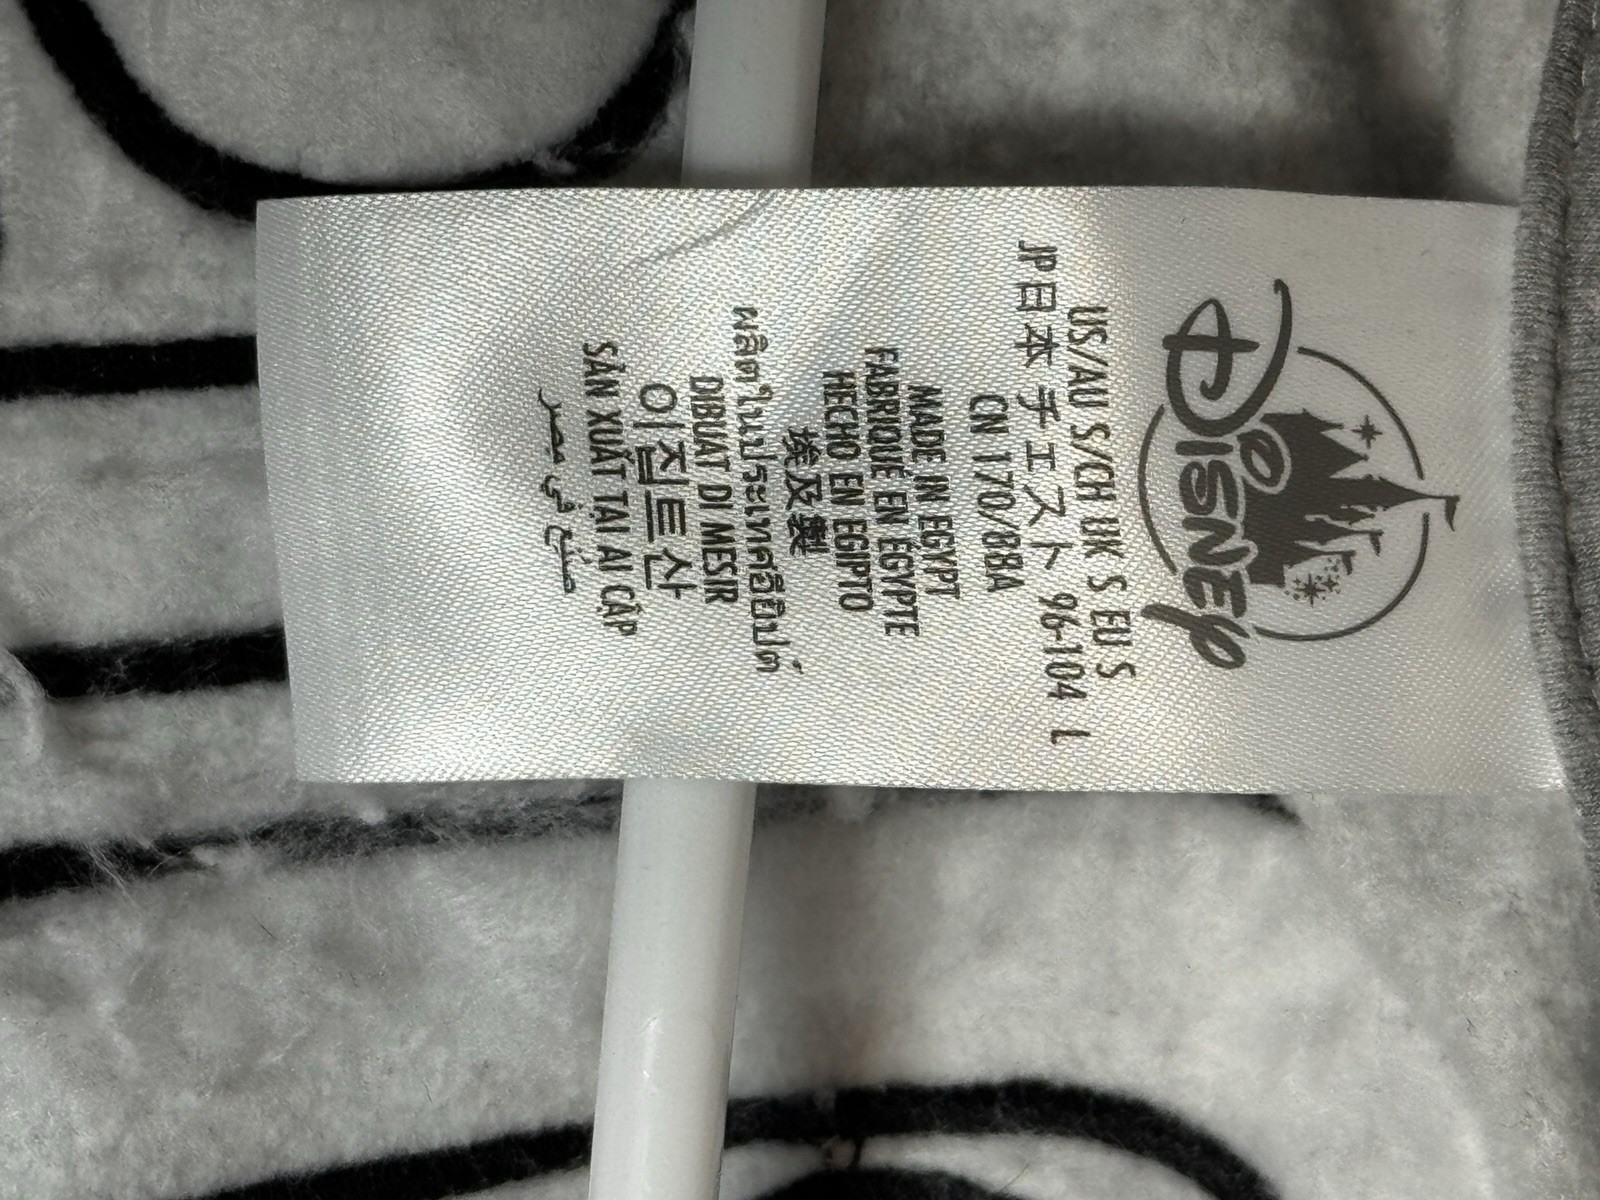 Disney
US/AU S/CH UK S EU S
JP 日本 チェスト 96-104 L
CN 170/88A
MADE IN EGYPT
FABRIQUÉ EN ÉGYPTE
HECHO EN EGIPTO
埃及製
ผลิตในประเทศอียิปต์
DIBUAT DI MESIR
이집트산
SẢN XUẤT TẠI AI CẬP
صنع في مصر